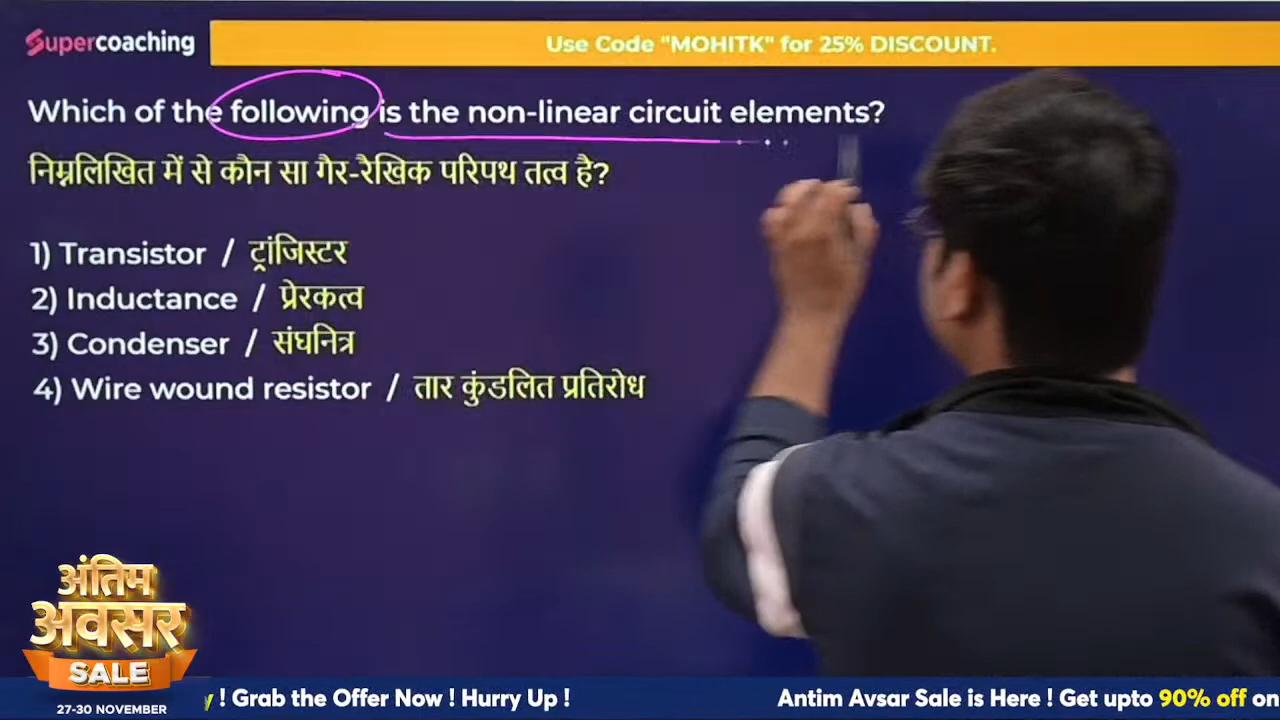 Supercoaching
Use Code "MOHITK" for 25% DISCOUNT.
Which of the following is the non-linear circuit elements?
निम्नलिखित में से कौन सा गैर-रैखिक परिपथ तत्व है?
1) Transistor / ट्रांजिस्टर
2) Inductance / प्रेरकत्व
3) Condenser / संघनित्र
4) Wire wound resistor / तार कुंडलित प्रतिरोध
अंतिम
अवसर
SALE
27-30 NOVEMBER
! Grab the Offer Now ! Hurry Up !
Antim Avsar Sale is Here ! Get upto 90% off on